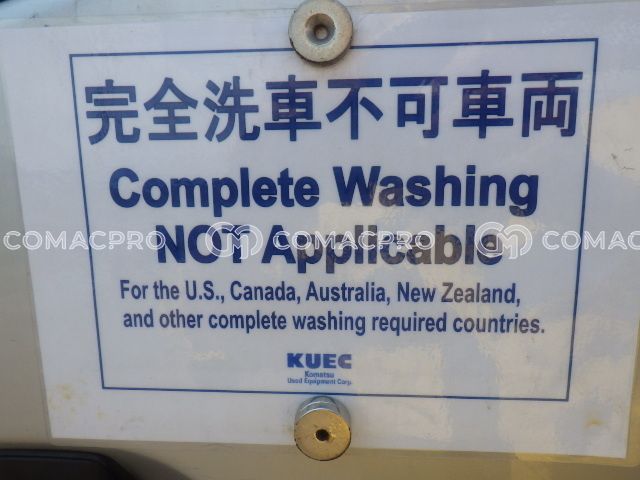 完全洗車不可車両
Complete Washing
NOT Applicable
COMACPRO COMACPRO COMACPRO
For the U.S., Canada, Australia, New Zealand,
and other complete washing required countries.
KUEC
Komatsu
Used Equipment Corp.